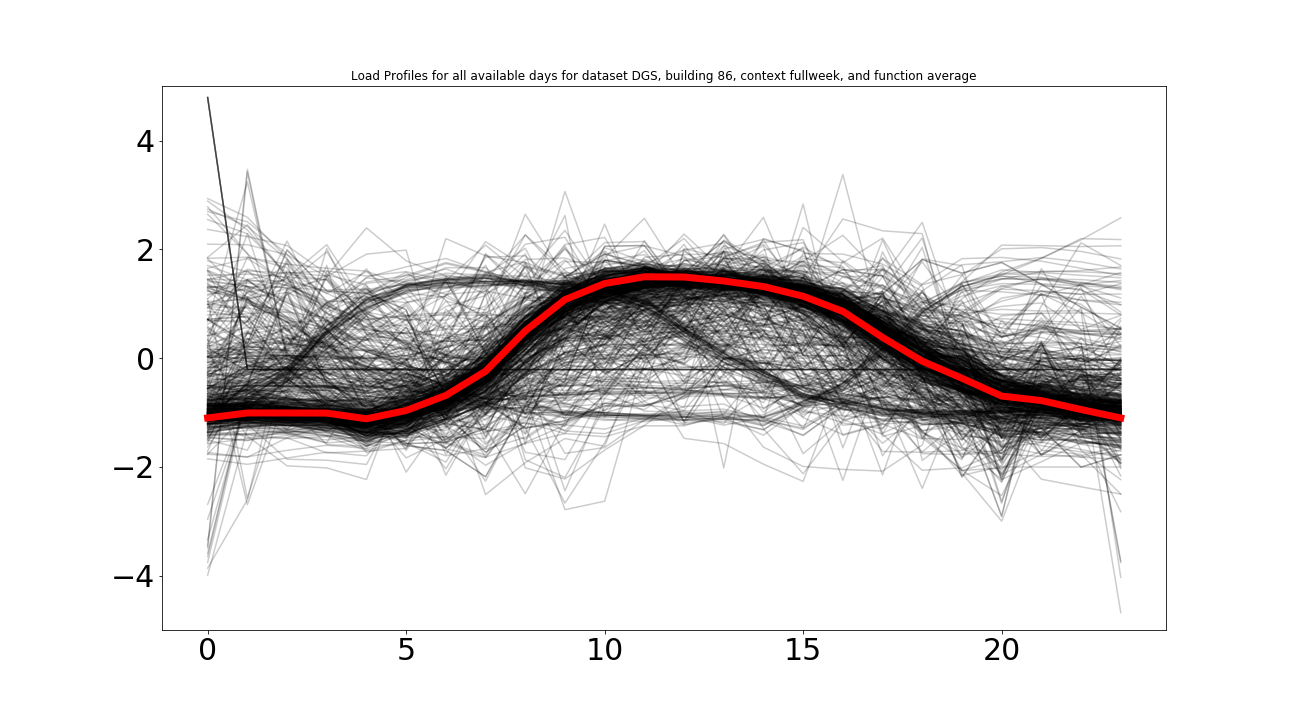 Load Profiles for all available days for dataset DGS, building 86, context fullweek, and function average
4
2
0
−2
−4
0 5 10 15 20